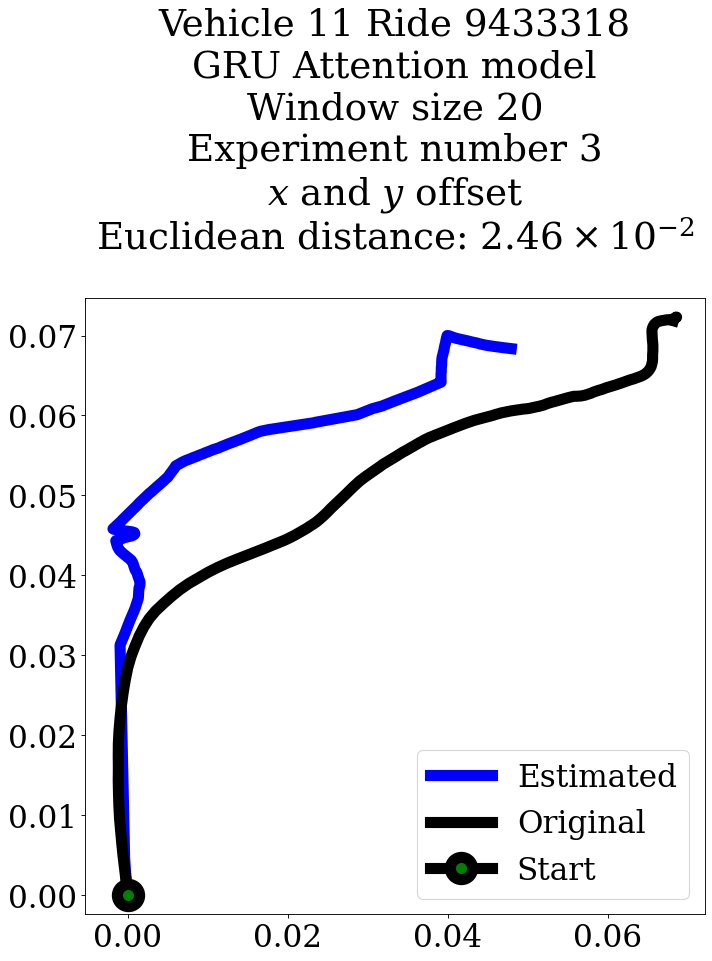 Vehicle 11 Ride 9433318
GRU Attention model
Window size 20
Experiment number 3
x and y offset
Euclidean distance: 2.46 × 10⁻²
0.07
0.06
0.05
0.04
0.03
0.02
0.01
0.00
Estimated
Original
Start
0.00 0.02 0.04 0.06